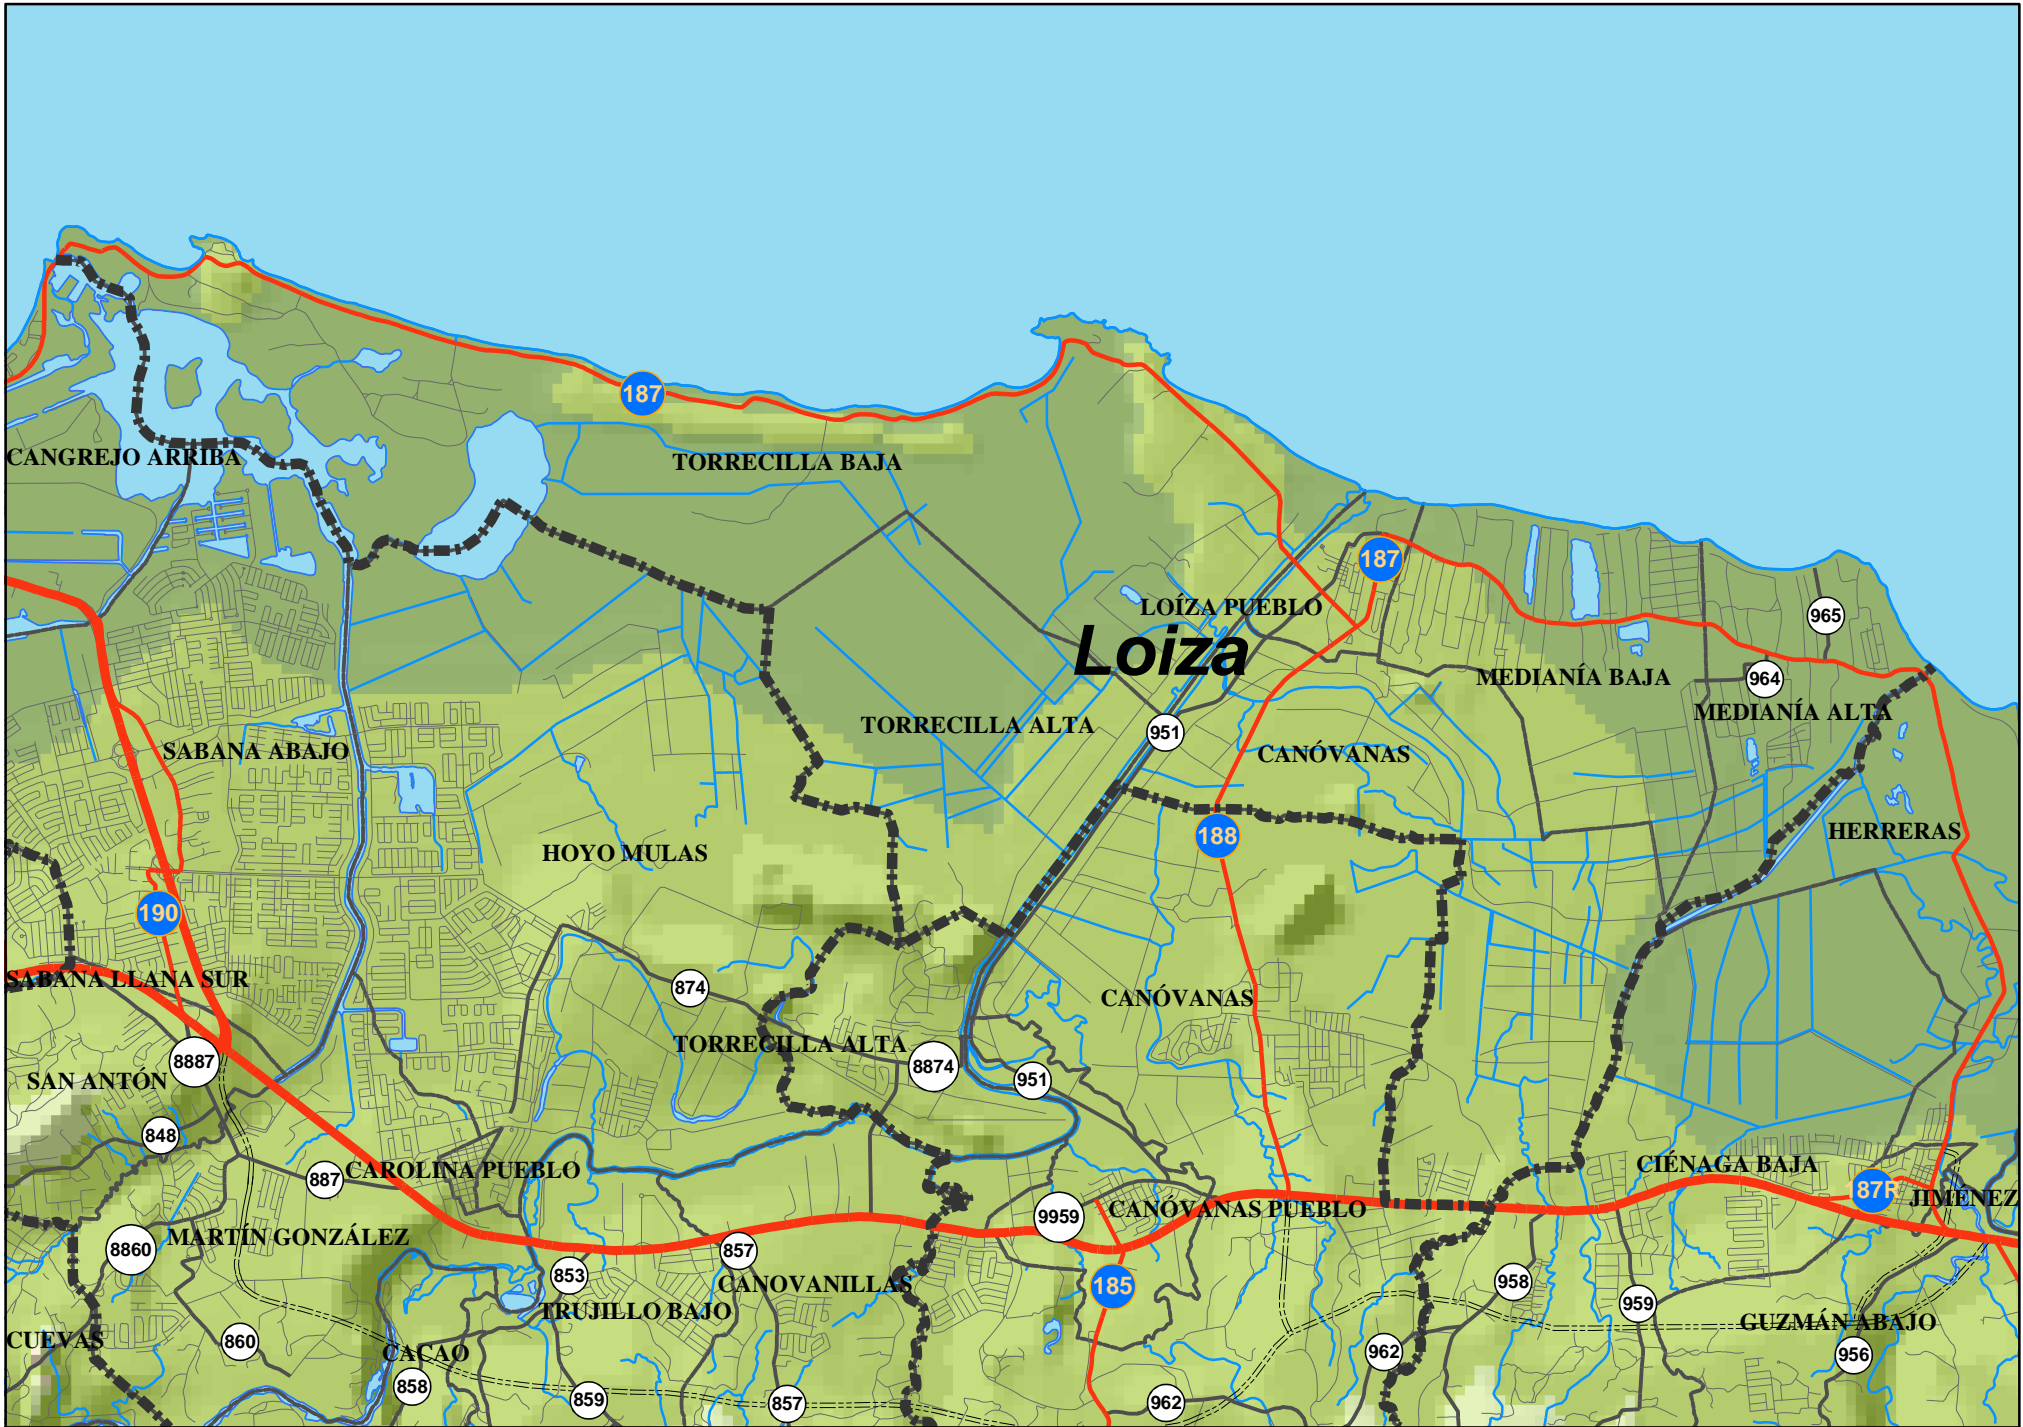 187
CANGREJO ARRIBA
TORRECILLA BAJA
187
LOÍZA PUEBLO
965
Loiza
MEDIANÍA BAJA
964
MEDIANÍA ALTA
TORRECILLA ALTA
951
SABANA ABAJO
CANÓVANAS
HERRERAS
188
HOYO MULAS
190
SABANA LLANA SUR
874
CANÓVANAS
TORRECILLA ALTA
8887
8874
SAN ANTÓN
951
848
CIÉNAGA BAJA
CAROLINA PUEBLO
887
187R
JIMÉNEZ
CANÓVANAS PUEBLO
9959
MARTÍN GONZÁLEZ
8860
857
853
CANOVANILLAS
185
958
TRUJILLO BAJO
959
GUZMÁN ABAJO
CUEVAS
860
CACAO
962
956
858
859
857
962